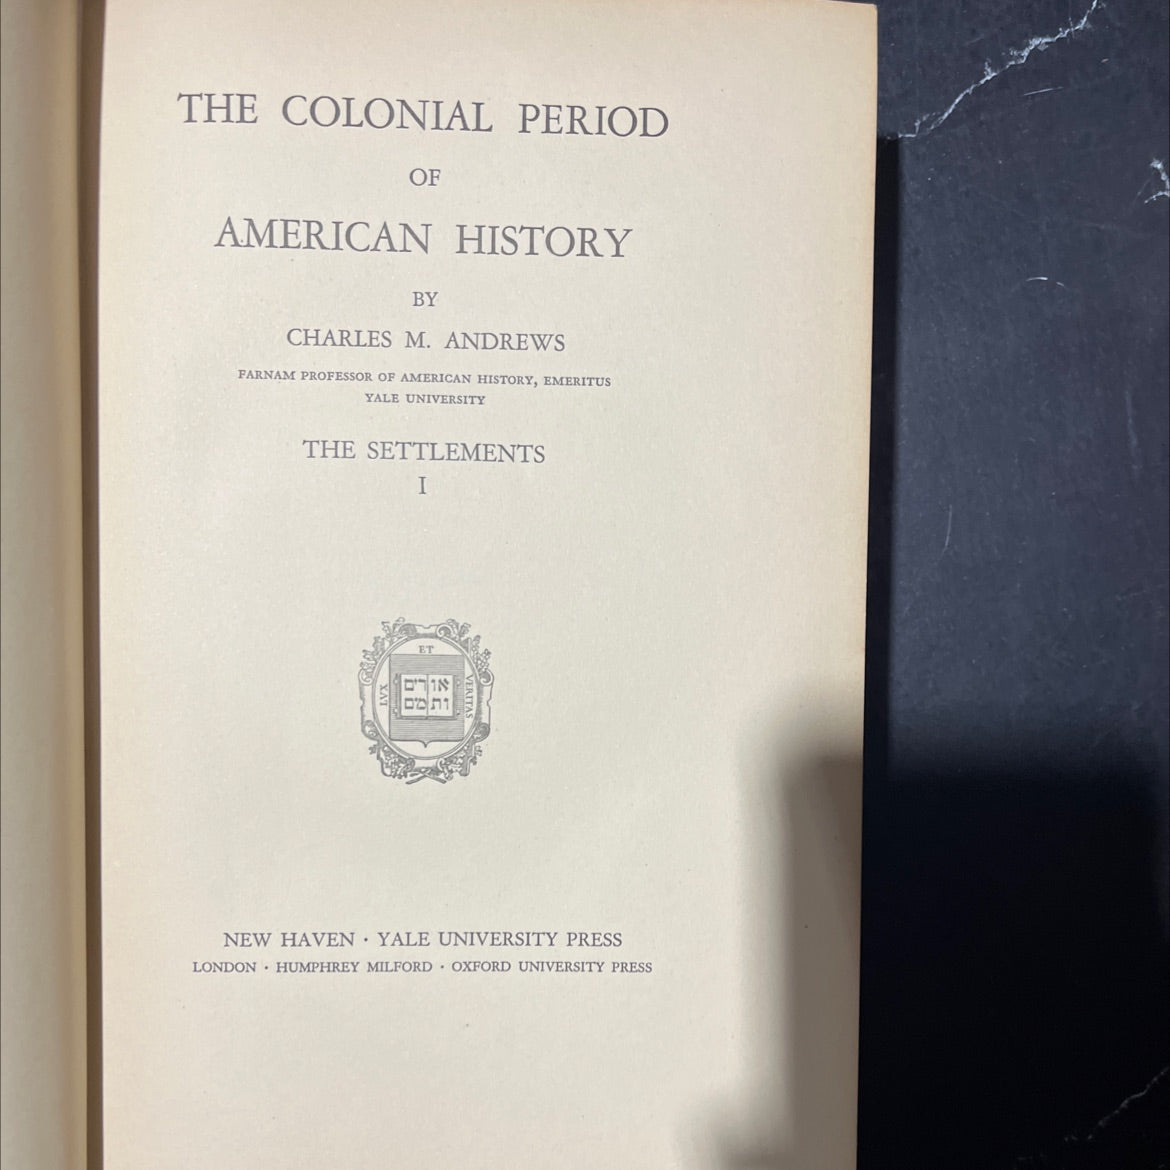 THE COLONIAL PERIOD
OF
AMERICAN HISTORY
BY
CHARLES M. ANDREWS
FARNAM PROFESSOR OF AMERICAN HISTORY, EMERITUS
YALE UNIVERSITY
THE SETTLEMENTS
I
ET
LVX
VERITAS
אורים
ותמים
NEW HAVEN · YALE UNIVERSITY PRESS
LONDON · HUMPHREY MILFORD · OXFORD UNIVERSITY PRESS